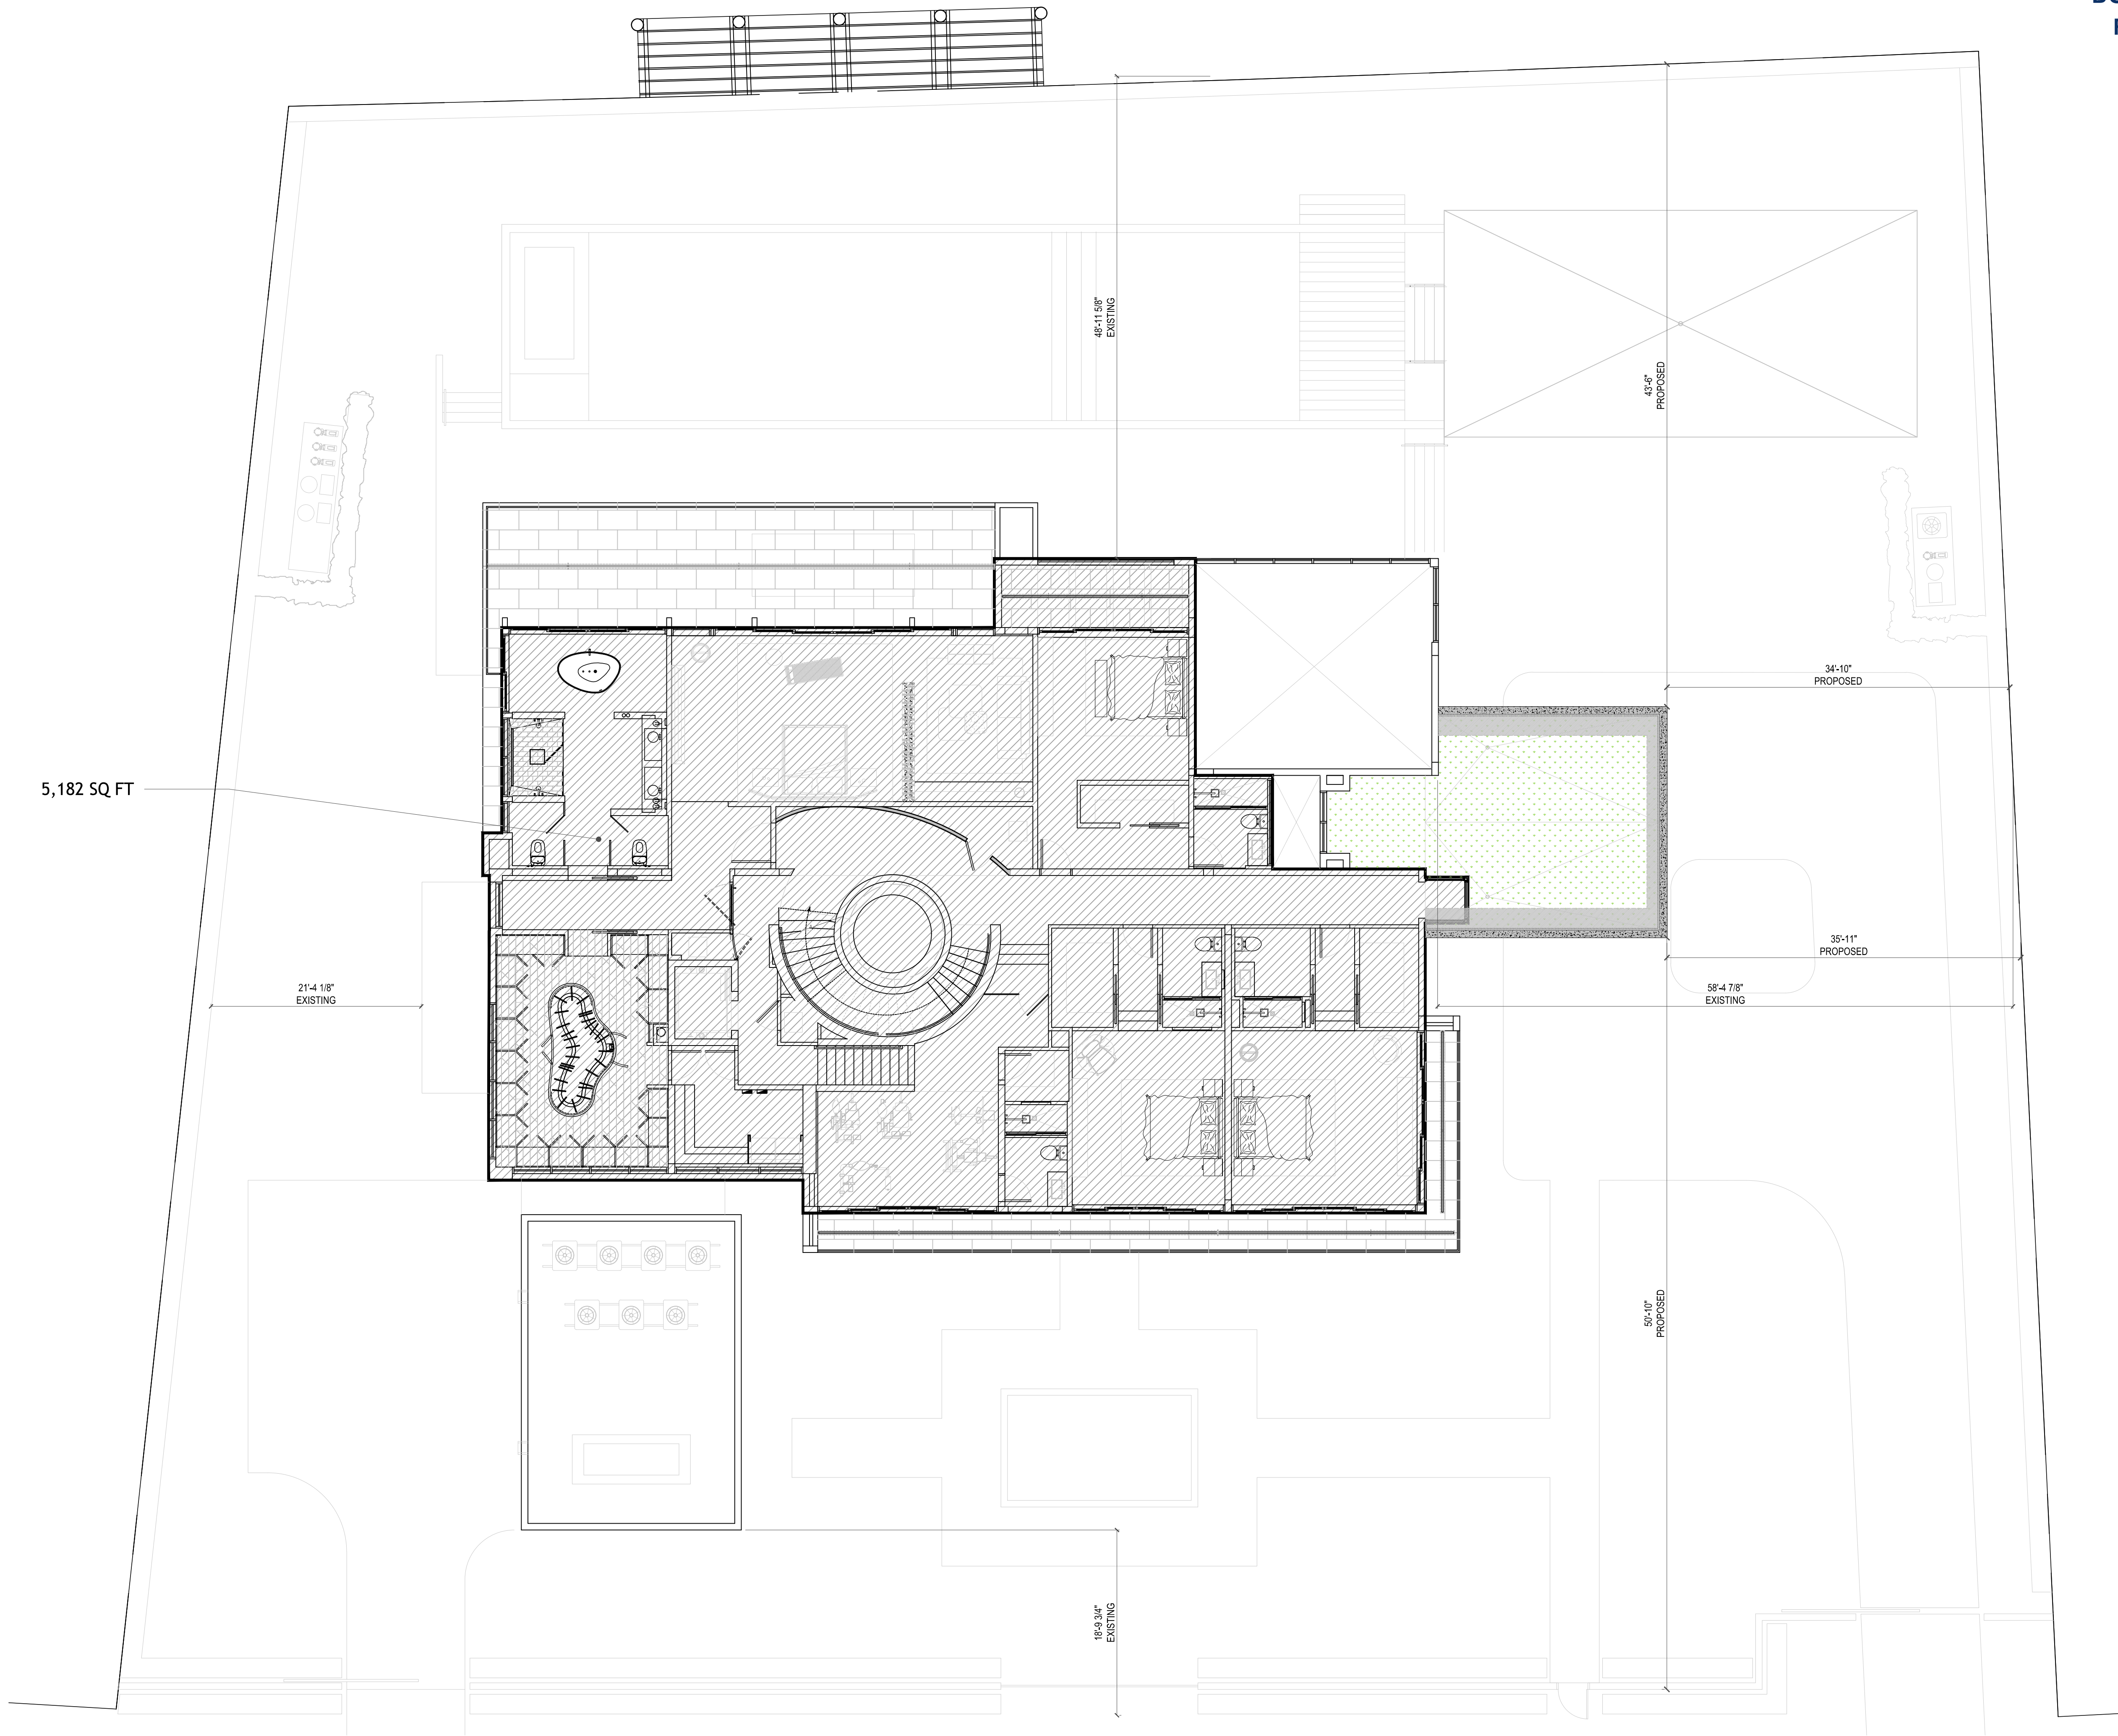 48'-11 5/8"
EXISTING
43'-6"
PROPOSED
34'-10"
PROPOSED
5,182 SQ FT
35'-11"
PROPOSED
21'-4 1/8"
EXISTING
58'-4 7/8"
EXISTING
50'-10"
PROPOSED
18'-9 3/4"
EXISTING